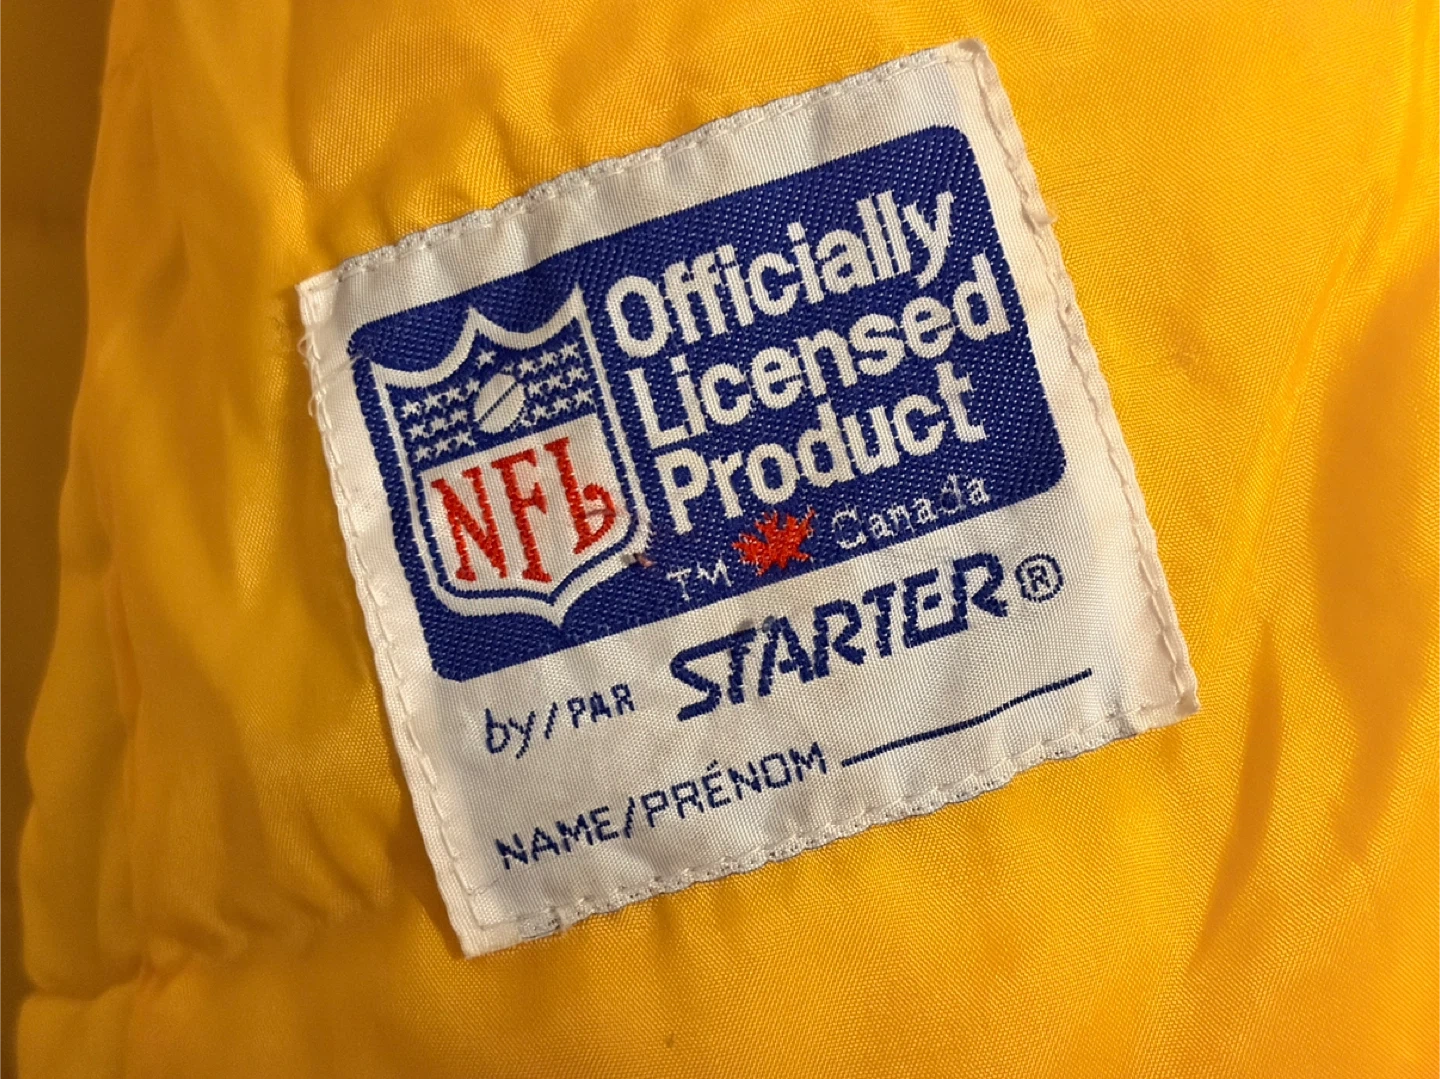 Officially
Licensed
Product
NFL
TM Canada
by/PAR STARTER®
NAME/PRÉNOM